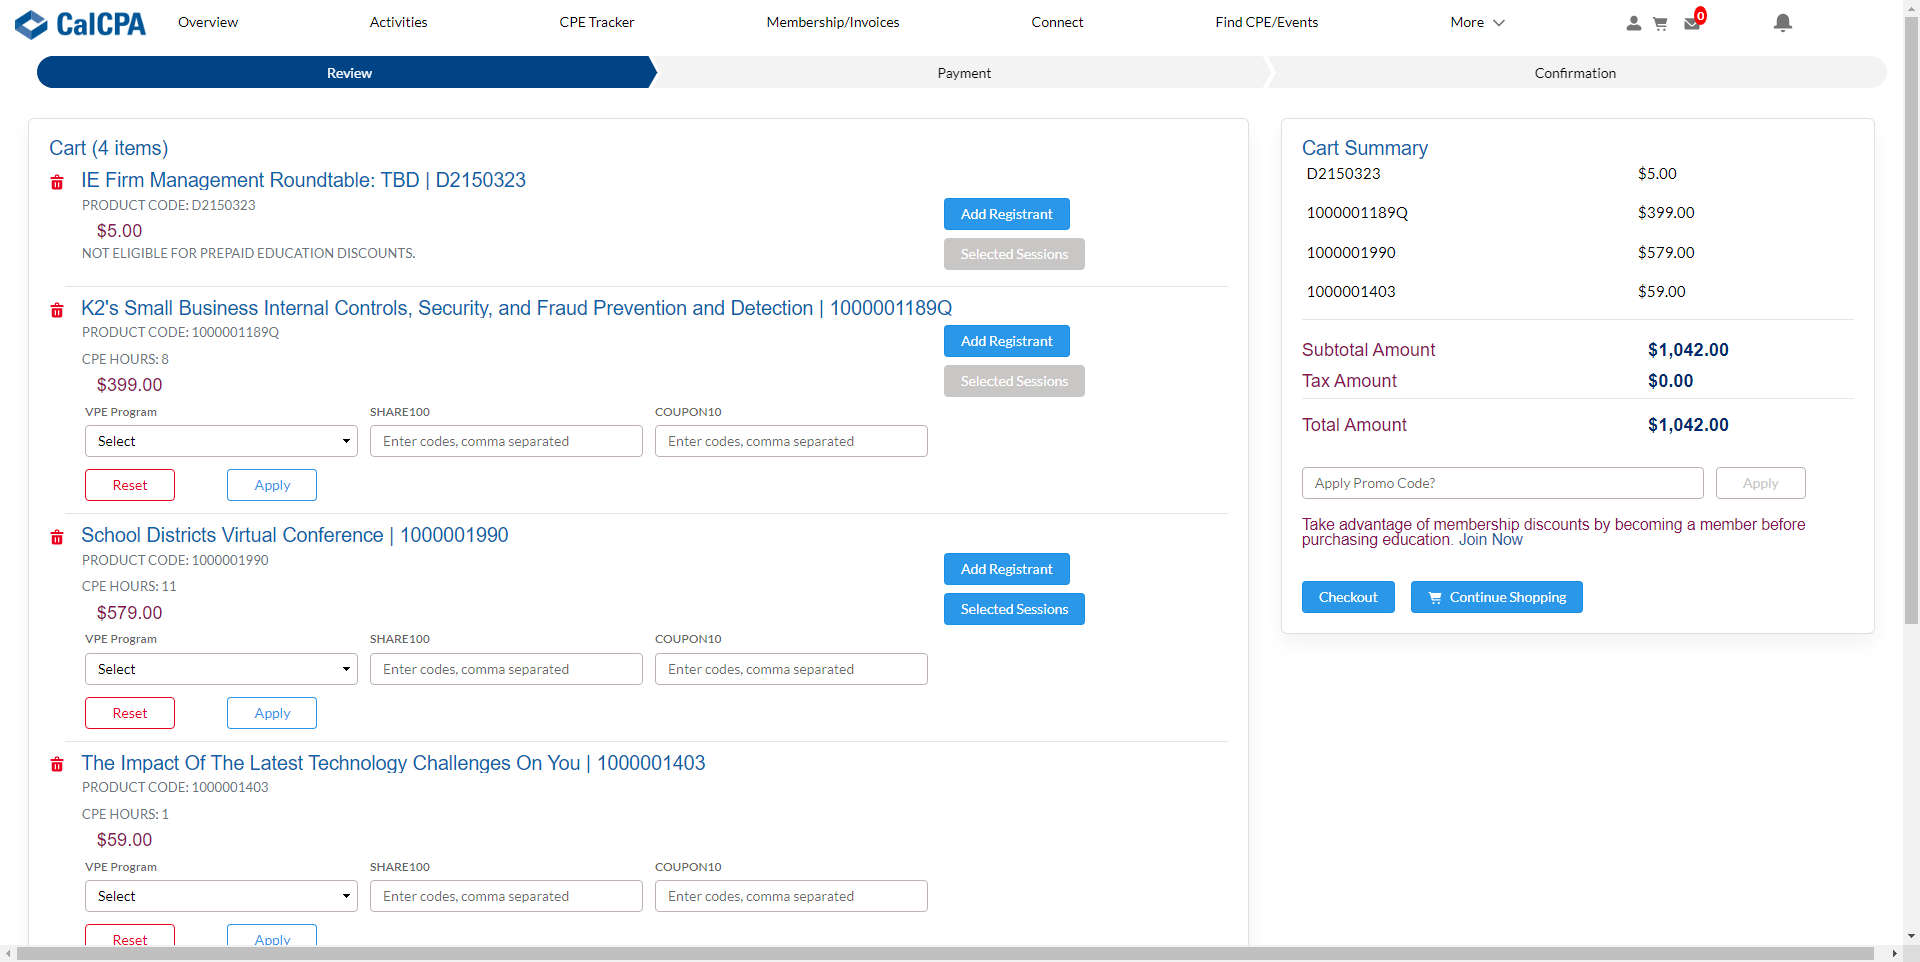 CalCPA
Overview
Activities
CPE Tracker
Membership/Invoices
Connect
Find CPE/Events
More
0
Review
Payment
Confirmation
Cart (4 items)
IE Firm Management Roundtable: TBD | D2150323
PRODUCT CODE: D2150323
$5.00
NOT ELIGIBLE FOR PREPAID EDUCATION DISCOUNTS.
Add Registrant
Selected Sessions
K2's Small Business Internal Controls, Security, and Fraud Prevention and Detection | 1000001189Q
PRODUCT CODE: 1000001189Q
CPE HOURS: 8
$399.00
Add Registrant
Selected Sessions
VPE Program
SHARE100
COUPON10
Select
Enter codes, comma separated
Enter codes, comma separated
Reset
Apply
School Districts Virtual Conference | 1000001990
PRODUCT CODE: 1000001990
CPE HOURS: 11
$579.00
Add Registrant
Selected Sessions
VPE Program
SHARE100
COUPON10
Select
Enter codes, comma separated
Enter codes, comma separated
Reset
Apply
The Impact Of The Latest Technology Challenges On You | 1000001403
PRODUCT CODE: 1000001403
CPE HOURS: 1
$59.00
VPE Program
SHARE100
COUPON10
Select
Enter codes, comma separated
Enter codes, comma separated
Reset
Apply
Cart Summary
D2150323 $5.00
1000001189Q $399.00
1000001990 $579.00
1000001403 $59.00
Subtotal Amount $1,042.00
Tax Amount $0.00
Total Amount $1,042.00
Apply Promo Code?
Apply
Take advantage of membership discounts by becoming a member before
purchasing education. Join Now
Checkout
Continue Shopping